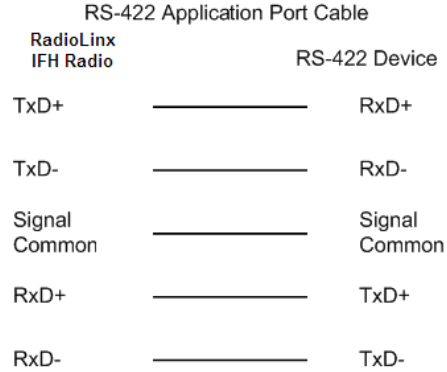 RS-422 Application Port Cable
RadioLinx
IFH Radio
RS-422 Device
TxD+ RxD+
TxD- RxD-
Signal Signal
Common Common
RxD+ TxD+
RxD- TxD-